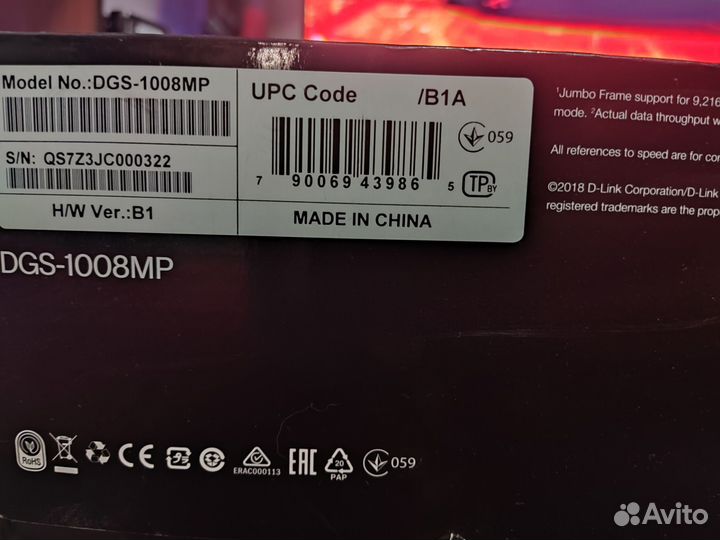 Model No.:DGS-1008MP
S/N: QS7Z3JC000322
H/W Ver.:B1
UPC Code /B1A
7 90069 43986 5
059
TP BY
MADE IN CHINA
¹Jumbo Frame support for 9,216
mode. ²Actual data throughput w
All references to speed are for co
©2018 D-Link Corporation/D-Link
registered trademarks are the prop
DGS-1008MP
RoHS
CE
ERAC000113
EAC
20
PAP
059
Avito